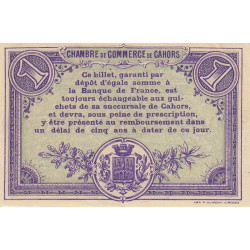 CHAMBRE DE COMMERCE DE CAHORS
1 1
Ce billet, garanti par
dépôt d'égale somme à
la Banque de France, est
toujours échangeable aux gui-
chets de sa succursale de Cahors,
et devra, sous peine de prescription,
y être présenté au remboursement dans
un délai de cinq ans à dater de ce jour.